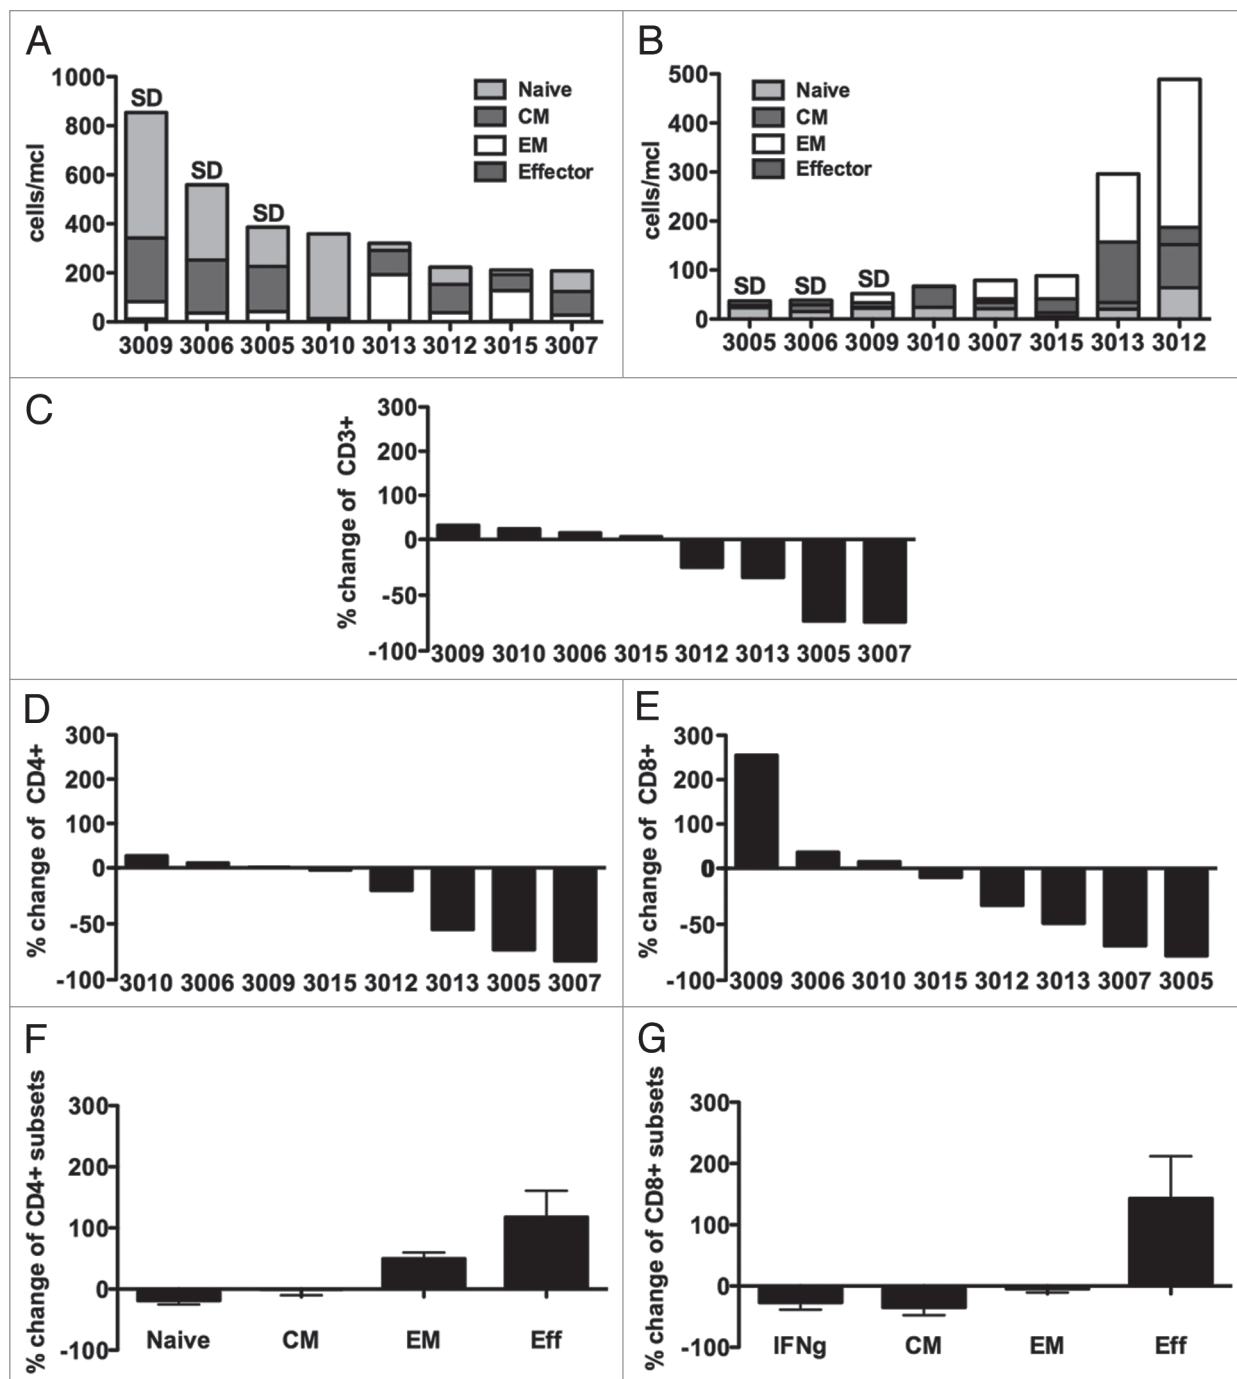 A
cells/mcl
1000
800
600
400
200
0
SD
SD
SD
Naive
CM
EM
Effector
3009 3006 3005 3010 3013 3012 3015 3007
B
cells/mcl
500
400
300
200
100
0
Naive
CM
EM
Effector
SD
SD
SD
3005 3006 3009 3010 3007 3015 3013 3012
C
% change of CD3+
300
200
100
0
-50
-100
3009 3010 3006 3015 3012 3013 3005 3007
D
% change of CD4+
300
200
100
0
-50
-100
3010 3006 3009 3015 3012 3013 3005 3007
E
% change of CD8+
300
200
100
0
-50
-100
3009 3006 3010 3015 3012 3013 3007 3005
F
% change of CD4+ subsets
300
200
100
0
-100
Naive CM EM Eff
G
% change of CD8+ subsets
300
200
100
0
-100
IFNg CM EM Eff